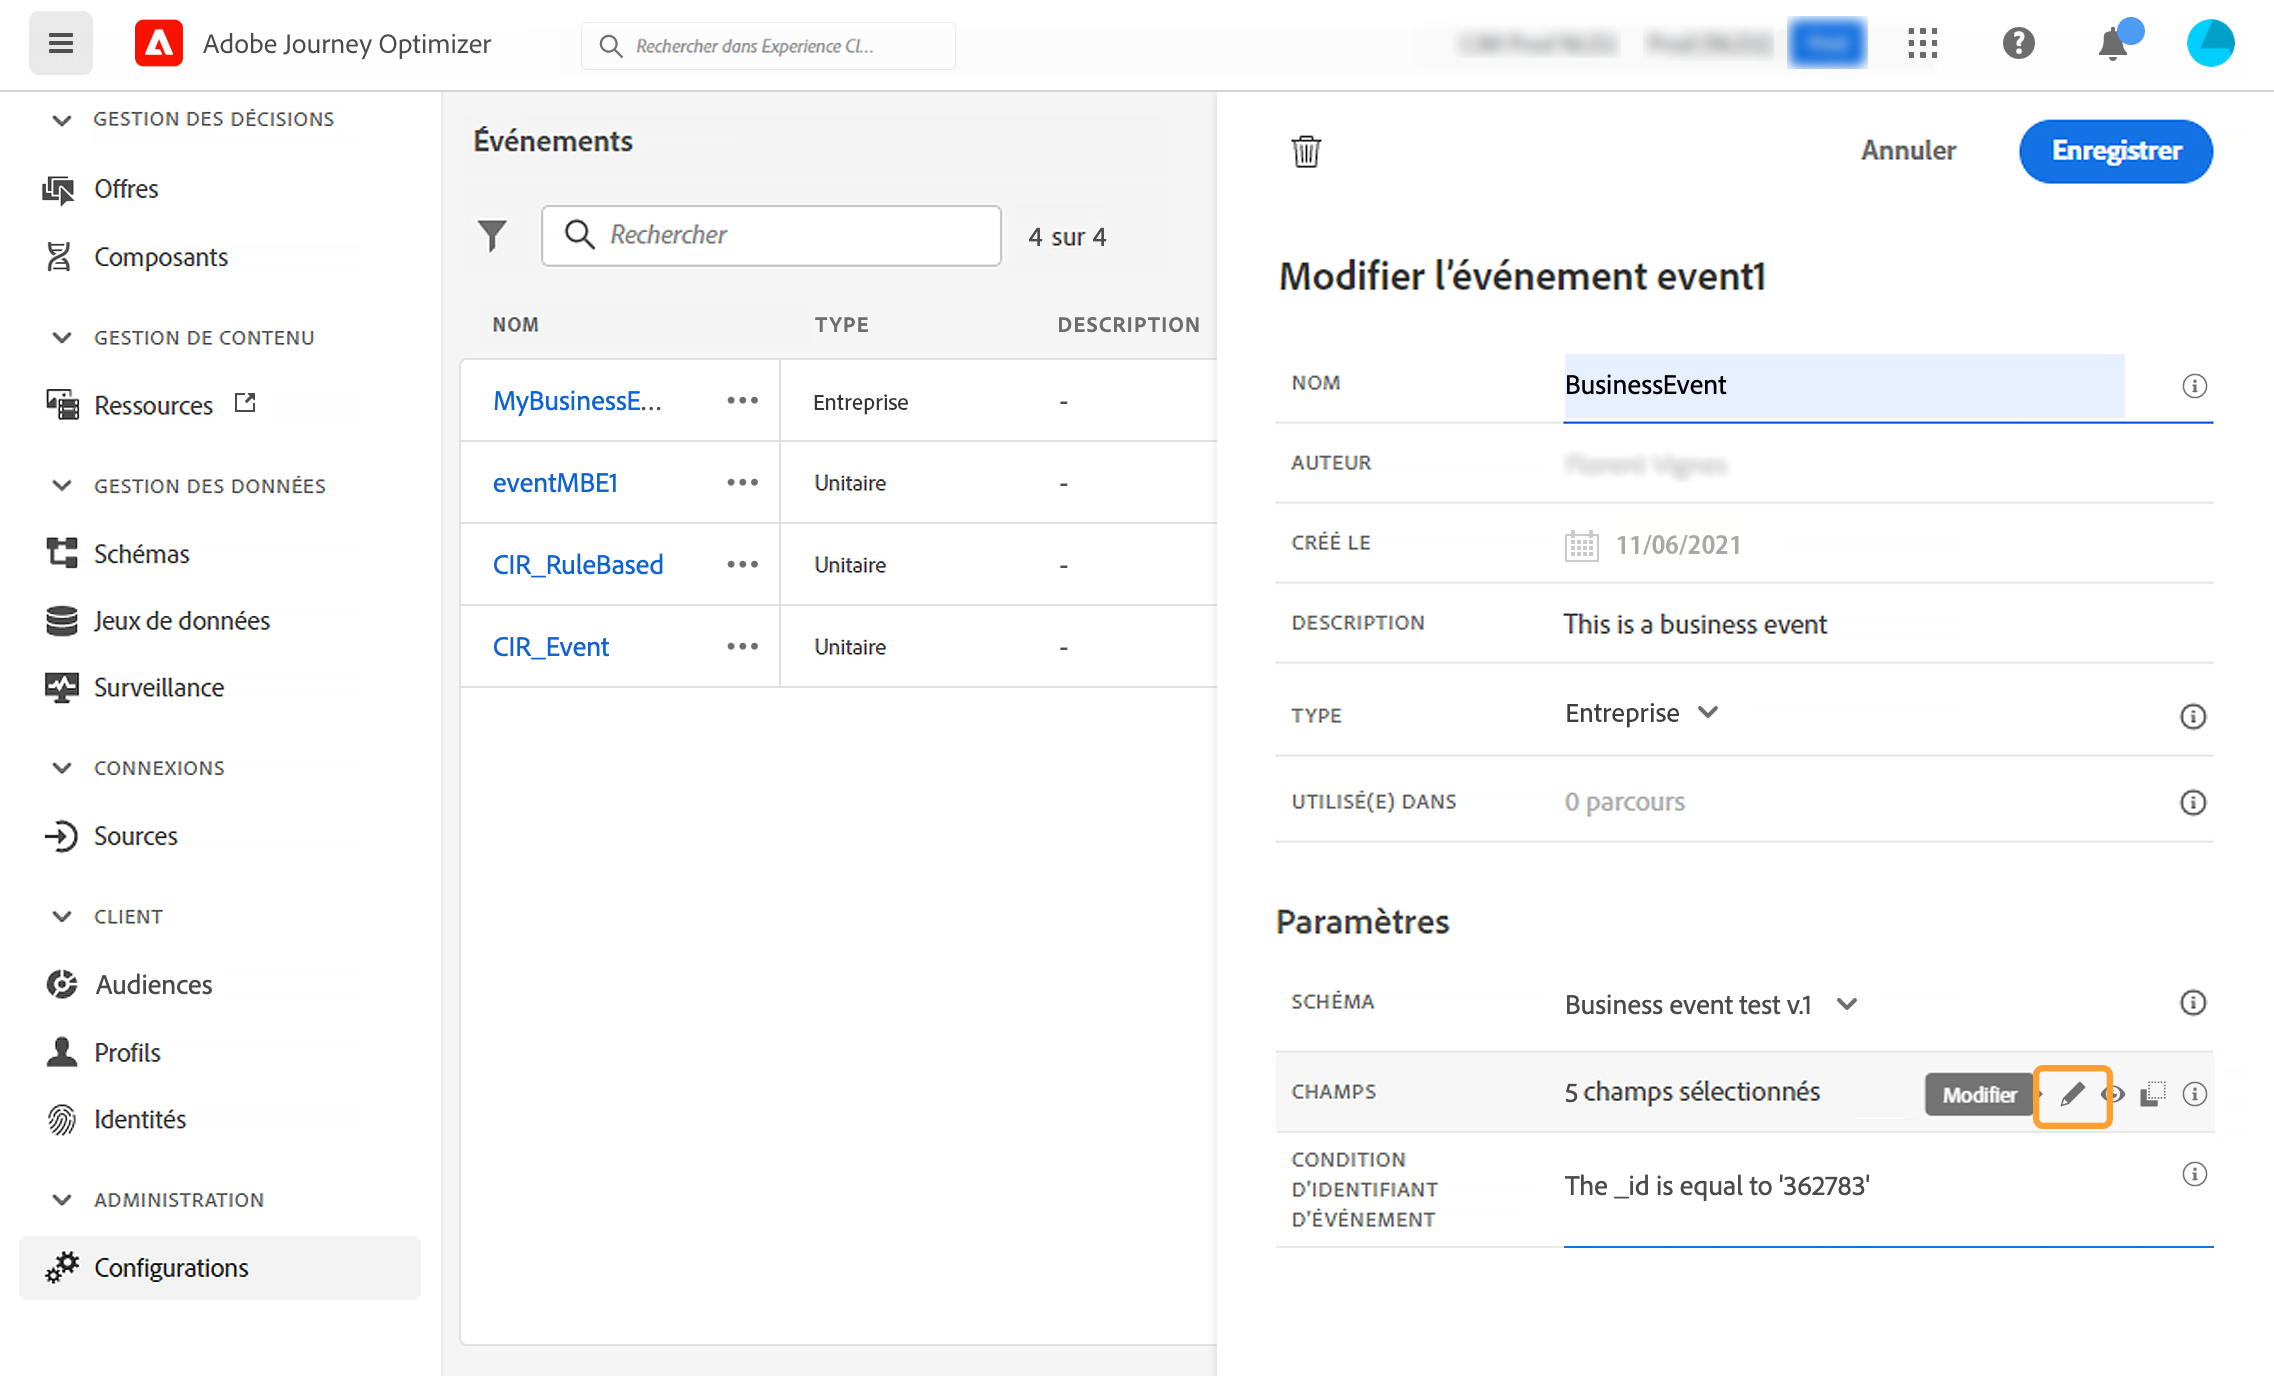 Adobe Journey Optimizer
Rechercher dans Experience Cl...
GESTION DES DÉCISIONS
Offres
Composants
GESTION DE CONTENU
Ressources
GESTION DES DONNÉES
Schémas
Jeux de données
Surveillance
CONNEXIONS
Sources
CLIENT
Audiences
Profils
Identités
ADMINISTRATION
Configurations
Événements
Rechercher
4 sur 4
NOM TYPE DESCRIPTION
MyBusinessE... ••• Entreprise -
eventMBE1 ••• Unitaire -
CIR_RuleBased ••• Unitaire -
CIR_Event ••• Unitaire -
Annuler
Enregistrer
Modifier l'événement event1
NOM BusinessEvent
AUTEUR
CRÉÉ LE 11/06/2021
DESCRIPTION This is a business event
TYPE Entreprise
UTILISÉ(E) DANS 0 parcours
Paramètres
SCHÉMA Business event test v.1
CHAMPS 5 champs sélectionnés Modifier
CONDITION
D'IDENTIFIANT
D'ÉVÉNEMENT
The _id is equal to '362783'